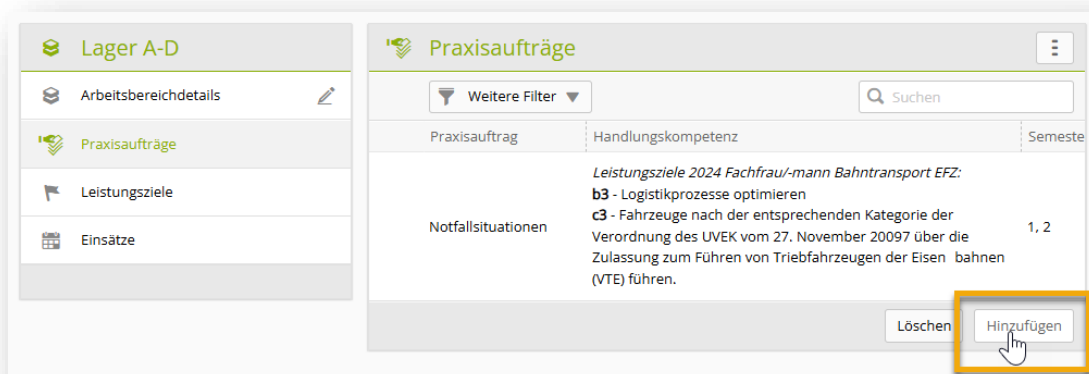 Lager A-D
Arbeitsbereichdetails
Praxisaufträge
Leistungsziele
Einsätze
Praxisaufträge
Weitere Filter
Suchen
Praxisauftrag
Handlungskompetenz
Semeste
Notfallsituationen
Leistungsziele 2024 Fachfrau/-mann Bahntransport EFZ:
b3 - Logistikprozesse optimieren
c3 - Fahrzeuge nach der entsprechenden Kategorie der
Verordnung des UVEK vom 27. November 20097 über die
Zulassung zum Führen von Triebfahrzeugen der Eisen bahnen
(VTE) führen.
1, 2
Löschen
Hinzufügen